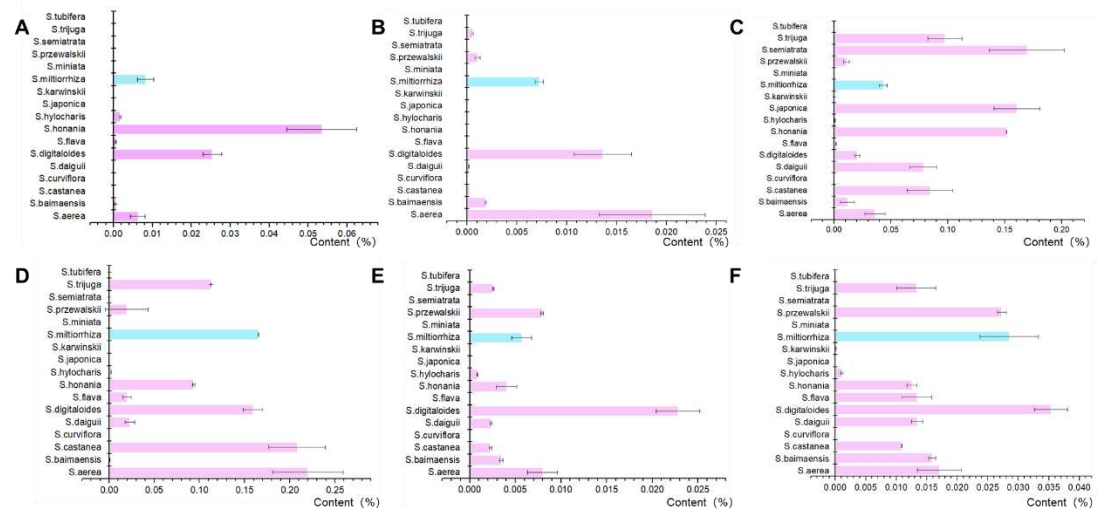 A
S.tubifera
S.trijuga
S.semiatrata
S.przewalskii
S.miniata
S.miltiorrhiza
S.karwinskii
S.japonica
S.hylocharis
S.honania
S.flava
S.digitaloides
S.daiguii
S.curviflora
S.castanea
S.baimaensis
S.aerea
0.00 0.01 0.02 0.03 0.04 0.05 0.06
Content (%)
B
S.tubifera
S.trijuga
S.semiatrata
S.przewalskii
S.miniata
S.miltiorrhiza
S.karwinskii
S.japonica
S.hylocharis
S.honania
S.flava
S.digitaloides
S.daiguii
S.curviflora
S.castanea
S.baimaensis
S.aerea
0.000 0.005 0.010 0.015 0.020 0.025
Content (%)
C
S.tubifera
S.trijuga
S.semiatrata
S.przewalskii
S.miniata
S.miltiorrhiza
S.karwinskii
S.japonica
S.hylocharis
S.honania
S.flava
S.digitaloides
S.daiguii
S.curviflora
S.castanea
S.baimaensis
S.aerea
0.00 0.05 0.10 0.15 0.20
Content (%)
D
S.tubifera
S.trijuga
S.semiatrata
S.przewalskii
S.miniata
S.miltiorrhiza
S.karwinskii
S.japonica
S.hylocharis
S.honania
S.flava
S.digitaloides
S.daiguii
S.curviflora
S.castanea
S.baimaensis
S.aerea
0.00 0.05 0.10 0.15 0.20 0.25
Content (%)
E
S.tubifera
S.trijuga
S.semiatrata
S.przewalskii
S.miniata
S.miltiorrhiza
S.karwinskii
S.japonica
S.hylocharis
S.honania
S.flava
S.digitaloides
S.daiguii
S.curviflora
S.castanea
S.baimaensis
S.aerea
0.000 0.005 0.010 0.015 0.020 0.025
Content (%)
F
S.tubifera
S.trijuga
S.semiatrata
S.przewalskii
S.miniata
S.miltiorrhiza
S.karwinskii
S.japonica
S.hylocharis
S.honania
S.flava
S.digitaloides
S.daiguii
S.curviflora
S.castanea
S.baimaensis
S.aerea
0.000 0.005 0.010 0.015 0.020 0.025 0.030 0.035 0.040
Content (%)